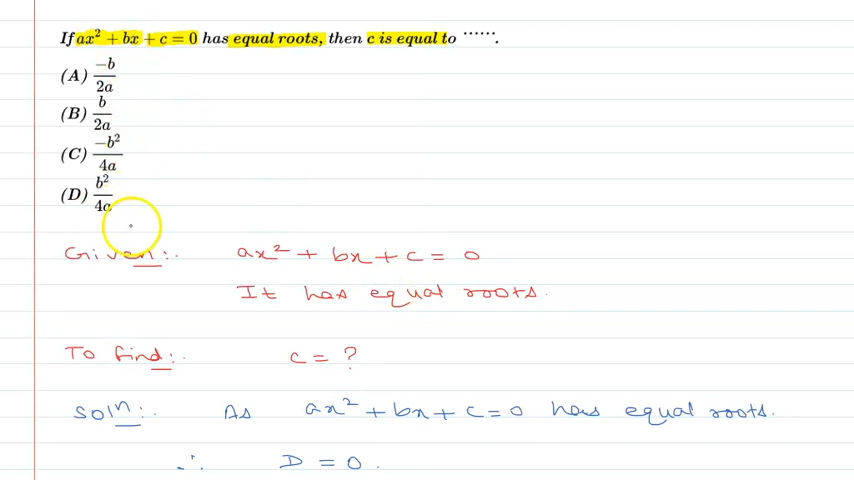 If ax² + bx + c = 0 has equal roots, then c is equal to ······.
(A) -b/2a
(B) b/2a
(C) -b²/4a
(D) b²/4a
Given:. ax² + bx + c = 0
It has equal roots.
To find:. c = ?
Solⁿ:. As ax² + bx + c = 0 has equal roots.
∴ D = 0.